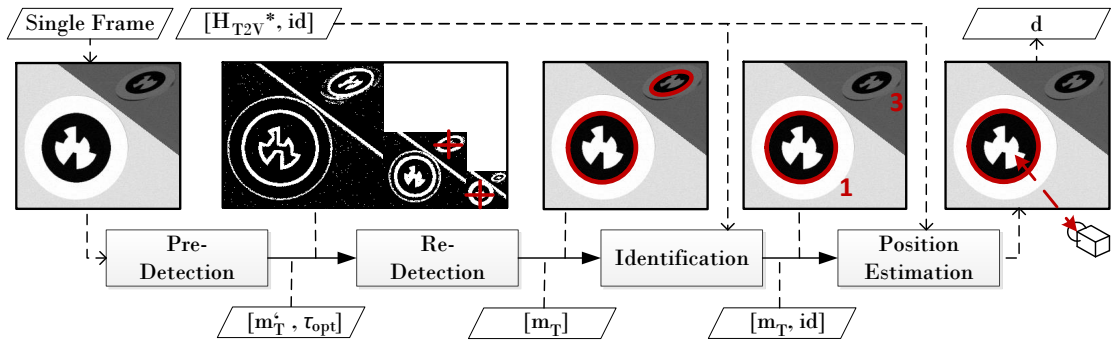 Single Frame
[H_T2V*, id]
d
3
1
Pre-
Detection
Re-
Detection
Identification
Position
Estimation
[m‘_T , τ_opt]
[m_T]
[m_T, id]